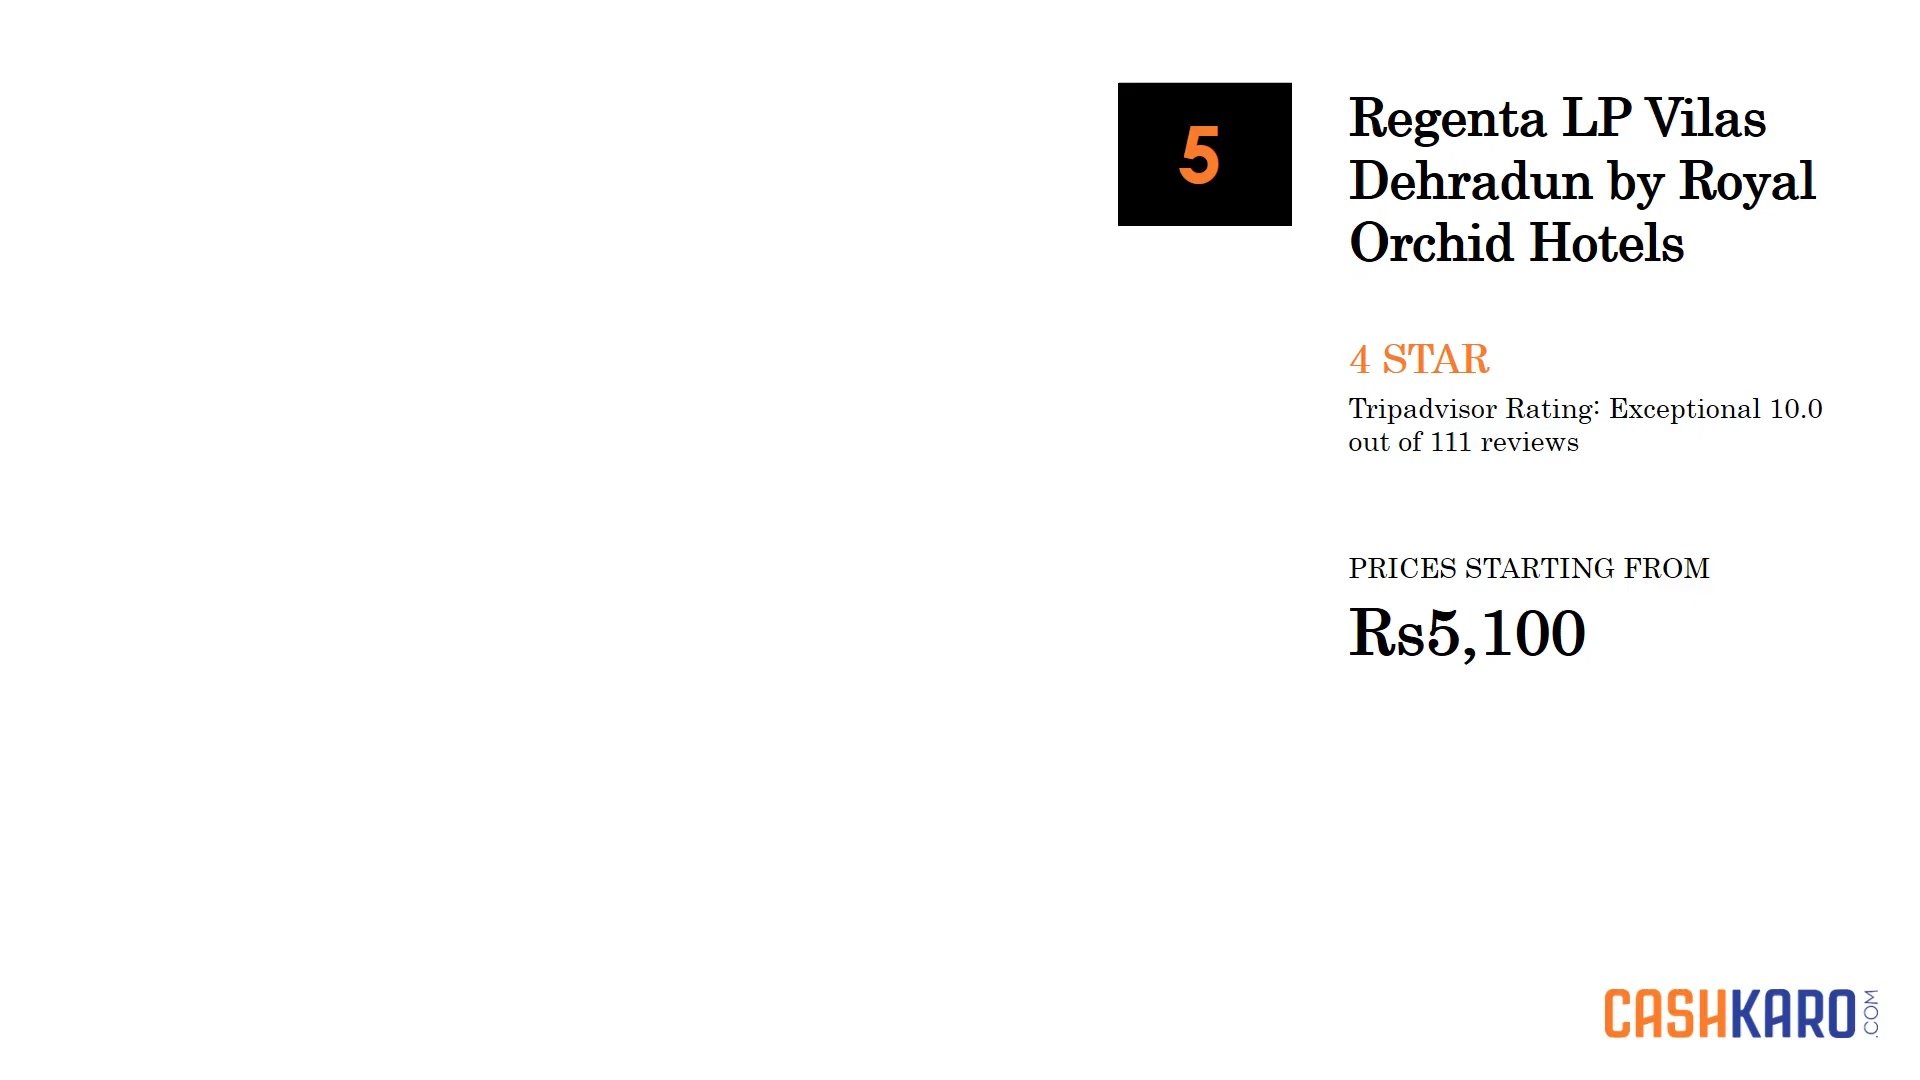 5
Regenta LP Vilas
Dehradun by Royal
Orchid Hotels
4 STAR
Tripadvisor Rating: Exceptional 10.0
out of 111 reviews
PRICES STARTING FROM
Rs5,100
CASHKARO.COM